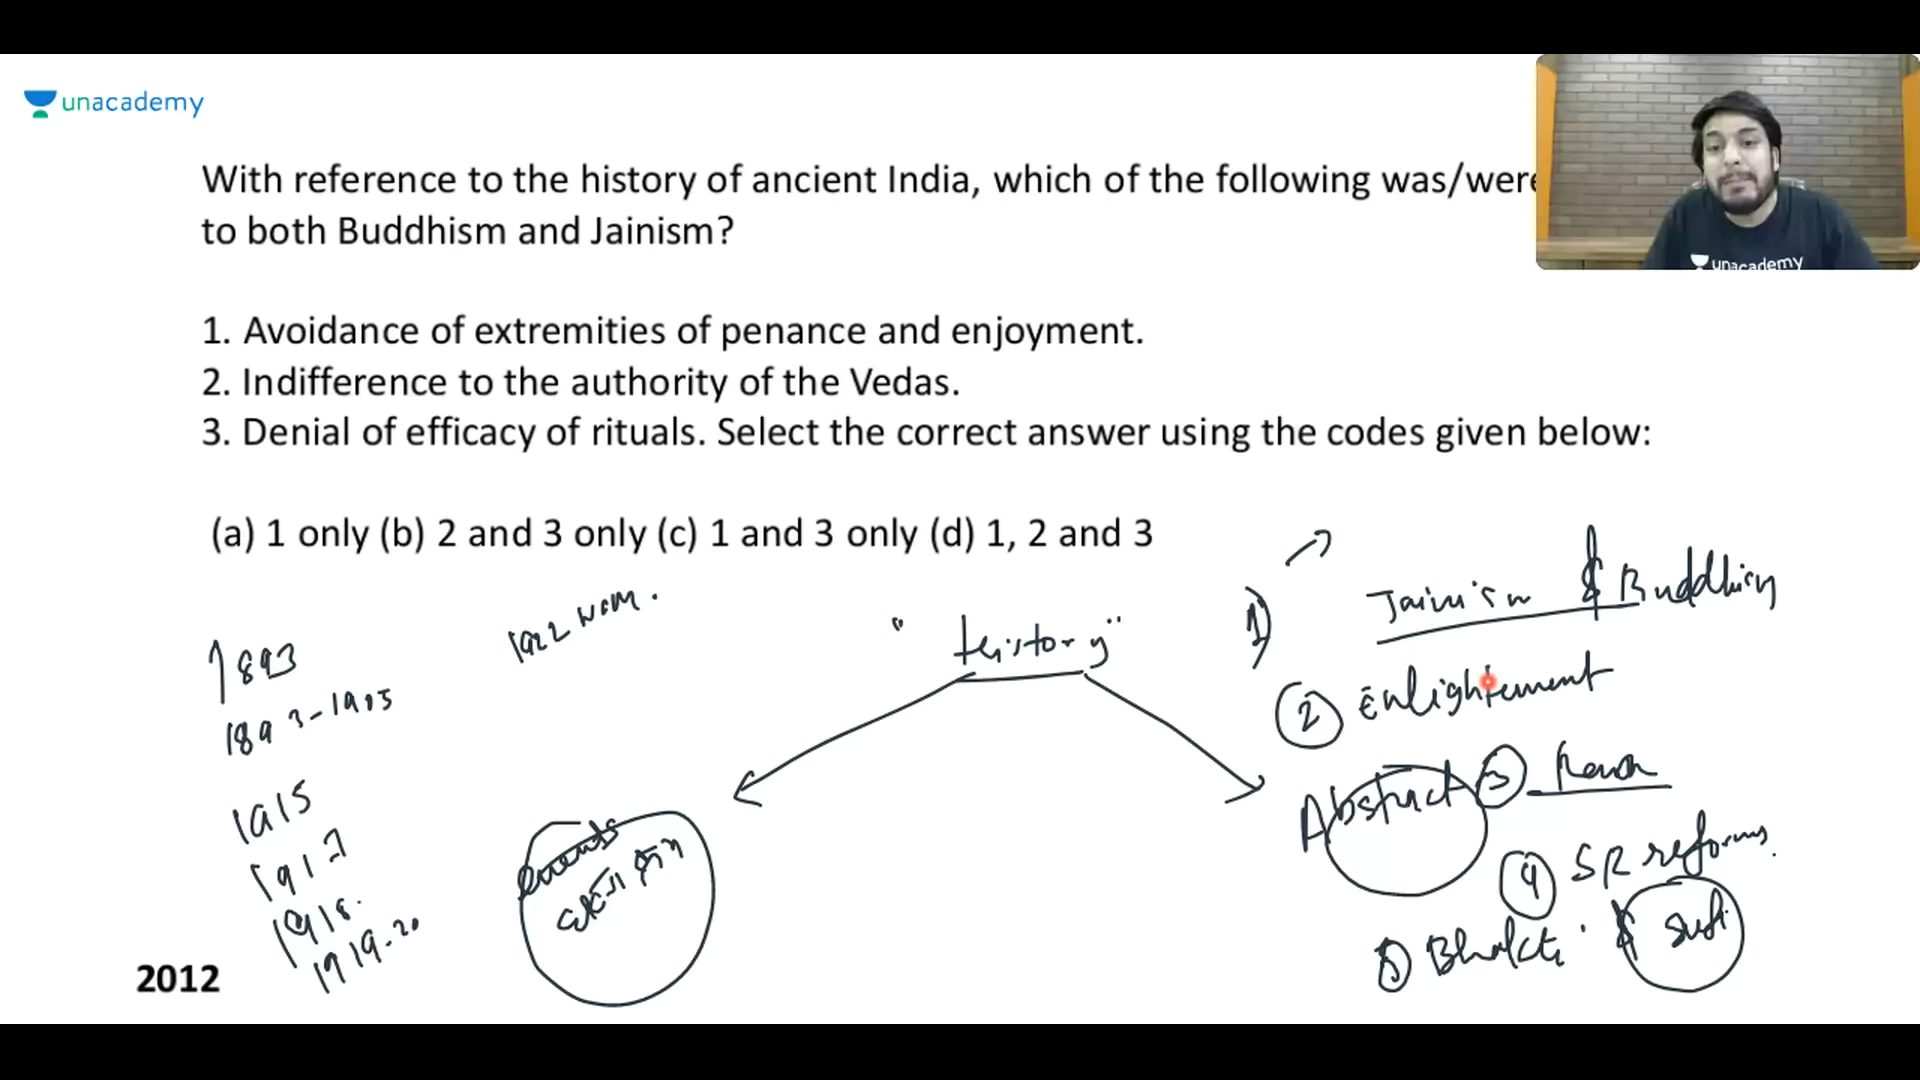 unacademy
With reference to the history of ancient India, which of the following was/were
to both Buddhism and Jainism?
1. Avoidance of extremities of penance and enjoyment.
2. Indifference to the authority of the Vedas.
3. Denial of efficacy of rituals. Select the correct answer using the codes given below:
(a) 1 only (b) 2 and 3 only (c) 1 and 3 only (d) 1, 2 and 3
1893
1893-1905
1915
1917
1918.
1919-20
1922 NCM.
"History"
events
1) Jainism & Buddhism
2 Enlightement
Abstract 3
4 SR reforms.
5 Bhakti & Sufi
2012
unacademy